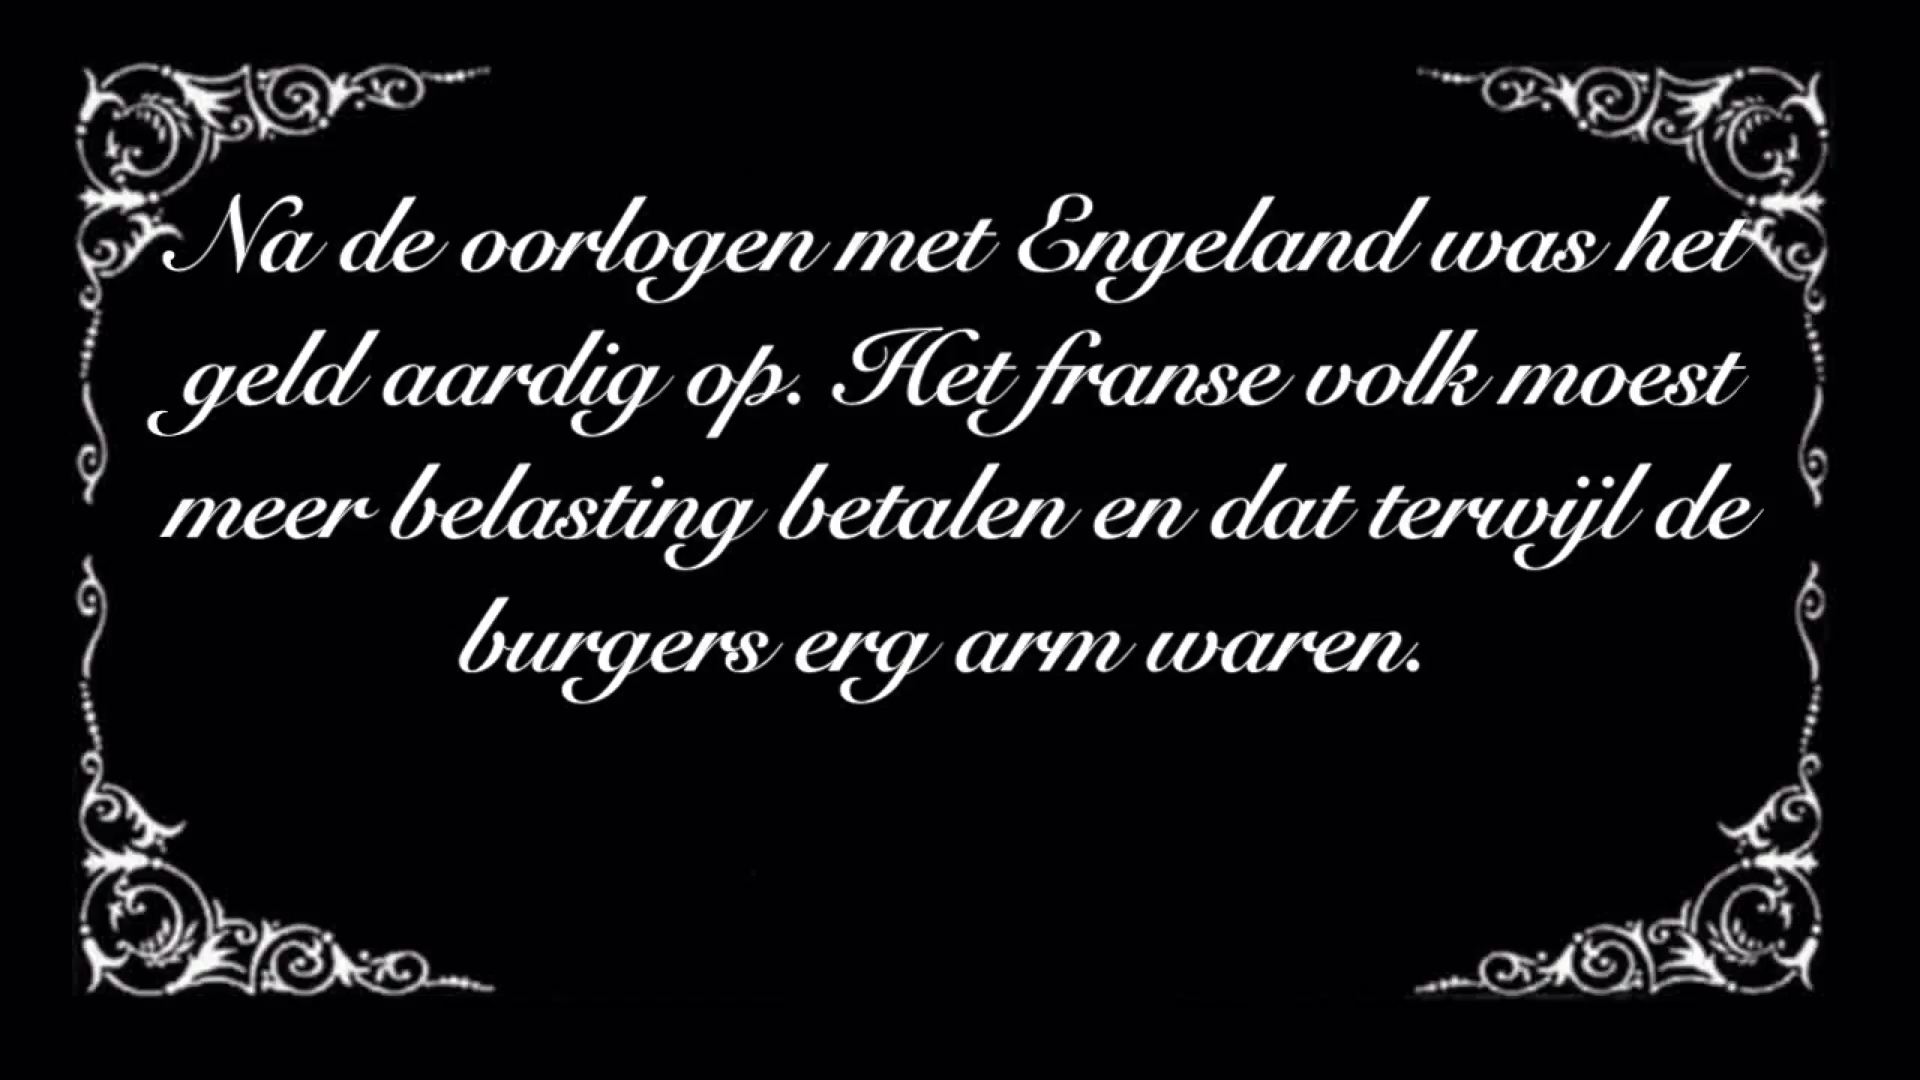 Na de oorlogen met Engeland was het
geld aardig op. Het franse volk moest
meer belasting betalen en dat terwijl de
burgers erg arm waren.